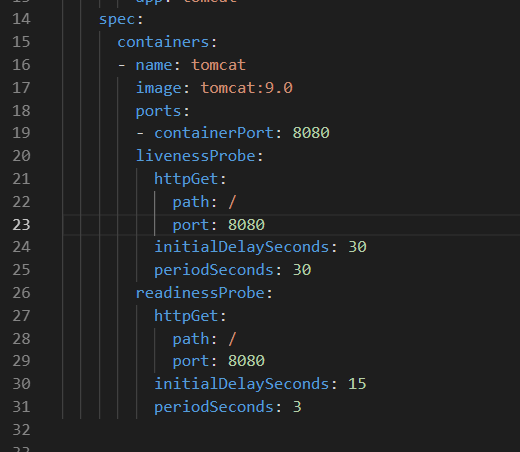 app: tomcat
14 spec:
15 containers:
16 - name: tomcat
17 image: tomcat:9.0
18 ports:
19 - containerPort: 8080
20 livenessProbe:
21 httpGet:
22 path: /
23 port: 8080
24 initialDelaySeconds: 30
25 periodSeconds: 30
26 readinessProbe:
27 httpGet:
28 path: /
29 port: 8080
30 initialDelaySeconds: 15
31 periodSeconds: 3
32